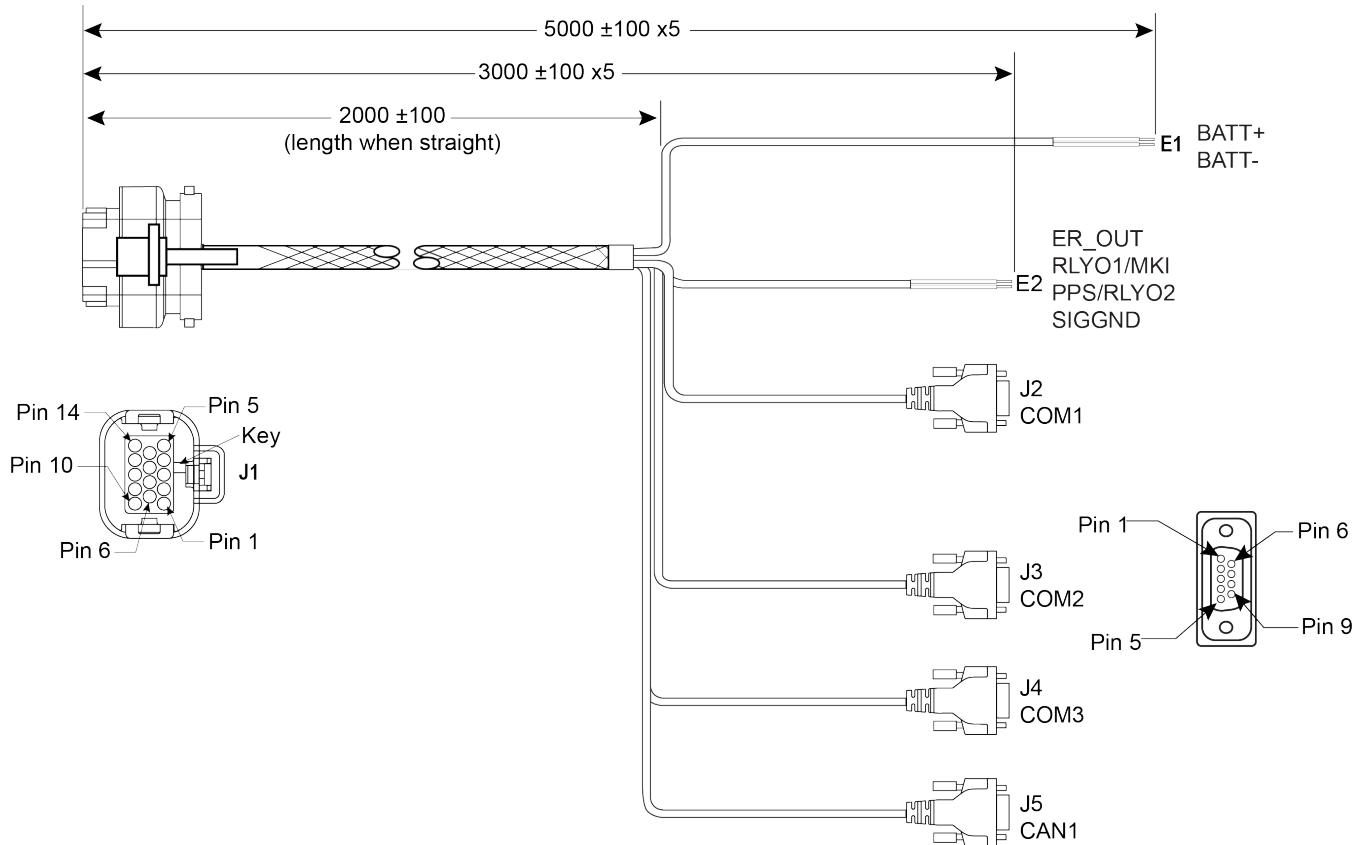 5000 ±100 x5
3000 ±100 x5
2000 ±100
(length when straight)
E1
BATT+
BATT-
E2
ER_OUT
RLYO1/MKI
PPS/RLYO2
SIGGND
J2
COM1
Pin 14
Pin 5
Key
Pin 10
J1
Pin 6
Pin 1
J3
COM2
Pin 1
Pin 6
Pin 5
Pin 9
J4
COM3
J5
CAN1